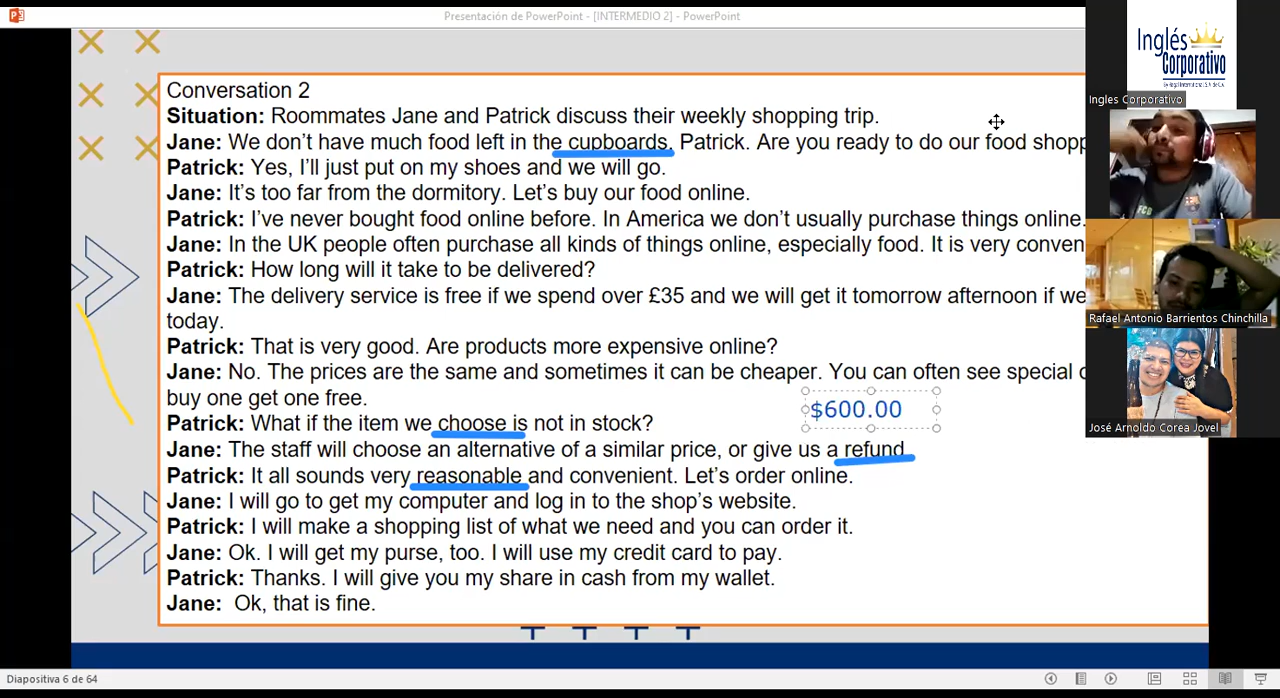 Presentación de PowerPoint - [INTERMEDIO 2] - PowerPoint
Inglés
Corporativo
Ingles Corporativo
Conversation 2
Situation: Roommates Jane and Patrick discuss their weekly shopping trip.
Jane: We don't have much food left in the cupboards, Patrick. Are you ready to do our food shopp
Patrick: Yes, I'll just put on my shoes and we will go.
Jane: It's too far from the dormitory. Let's buy our food online.
Patrick: I've never bought food online before. In America we don't usually purchase things online.
Jane: In the UK people often purchase all kinds of things online, especially food. It is very conven
Patrick: How long will it take to be delivered?
Jane: The delivery service is free if we spend over £35 and we will get it tomorrow afternoon if we
today.
Patrick: That is very good. Are products more expensive online?
Jane: No. The prices are the same and sometimes it can be cheaper. You can often see special
buy one get one free.
$600.00
Patrick: What if the item we choose is not in stock?
Jane: The staff will choose an alternative of a similar price, or give us a refund
Patrick: It all sounds very reasonable and convenient. Let's order online.
Jane: I will go to get my computer and log in to the shop's website.
Patrick: I will make a shopping list of what we need and you can order it.
Jane: Ok. I will get my purse, too. I will use my credit card to pay.
Patrick: Thanks. I will give you my share in cash from my wallet.
Jane: Ok, that is fine.
Rafael Antonio Barrientos Chinchilla
José Arnoldo Corea Jovel
Diapositiva 6 de 64